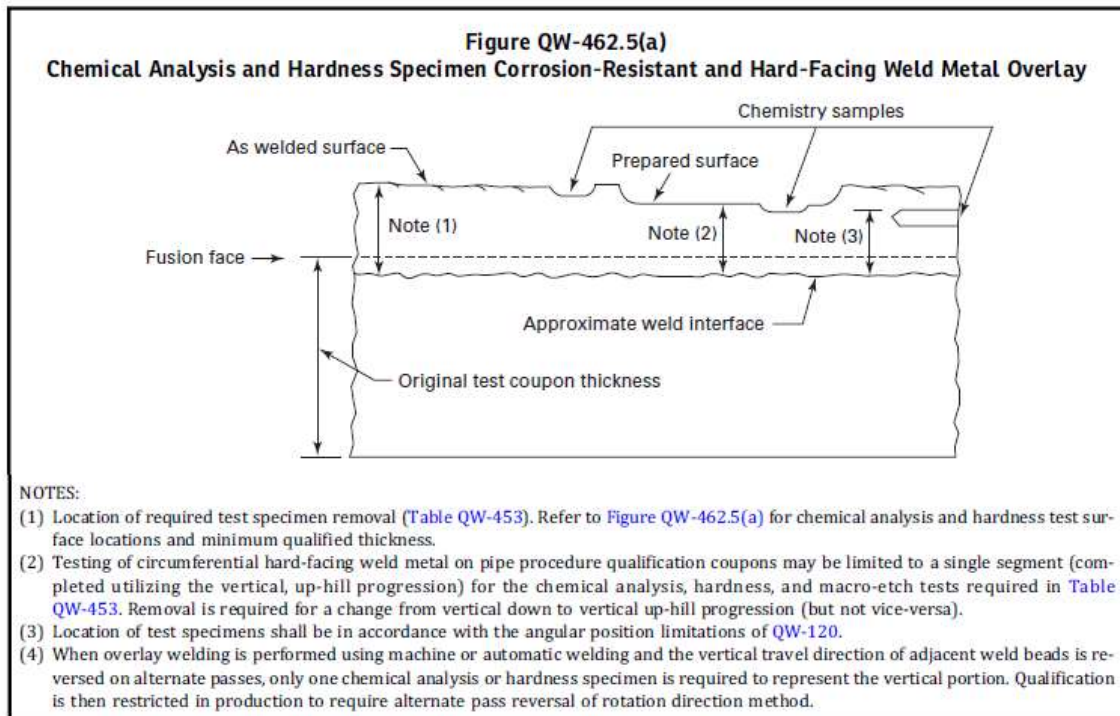 Figure QW-462.5(a)
Chemical Analysis and Hardness Specimen Corrosion-Resistant and Hard-Facing Weld Metal Overlay
Chemistry samples
As welded surface
Prepared surface
Note (1)
Note (2)
Note (3)
Fusion face
Approximate weld interface
Original test coupon thickness
NOTES:
(1) Location of required test specimen removal (Table QW-453). Refer to Figure QW-462.5(a) for chemical analysis and hardness test sur-
face locations and minimum qualified thickness.
(2) Testing of circumferential hard-facing weld metal on pipe procedure qualification coupons may be limited to a single segment (com-
pleted utilizing the vertical, up-hill progression) for the chemical analysis, hardness, and macro-etch tests required in Table
QW-453. Removal is required for a change from vertical down to vertical up-hill progression (but not vice-versa).
(3) Location of test specimens shall be in accordance with the angular position limitations of QW-120.
(4) When overlay welding is performed using machine or automatic welding and the vertical travel direction of adjacent weld beads is re-
versed on alternate passes, only one chemical analysis or hardness specimen is required to represent the vertical portion. Qualification
is then restricted in production to require alternate pass reversal of rotation direction method.